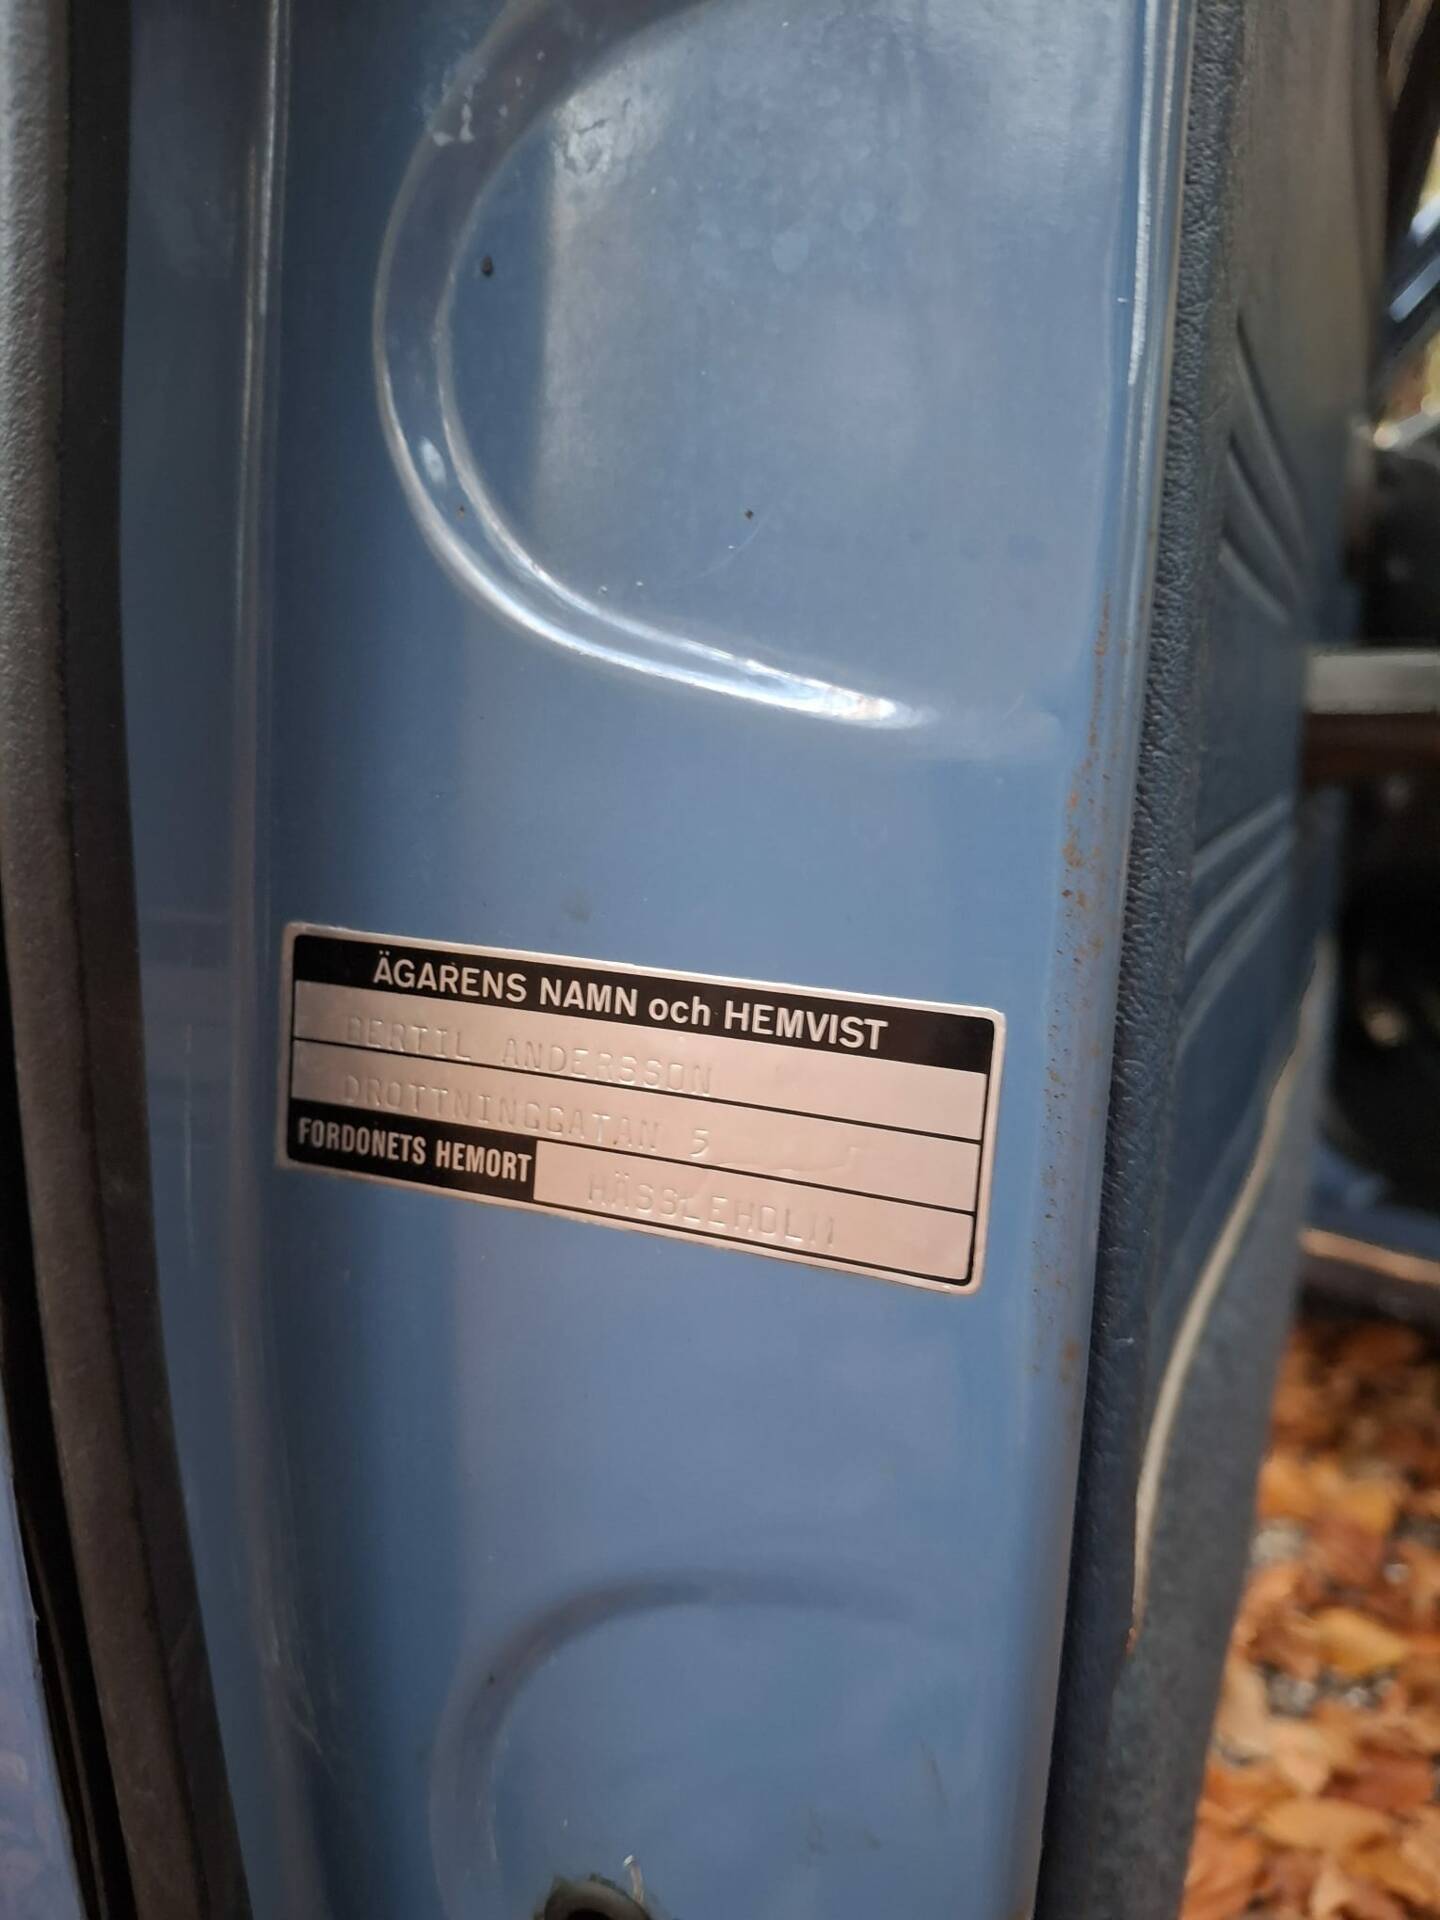 ÄGARENS NAMN och HEMVIST
BERTIL ANDERSSON
DROTTNINGGATAN 5
FORDONETS HEMORT HÄSSLEHOLM